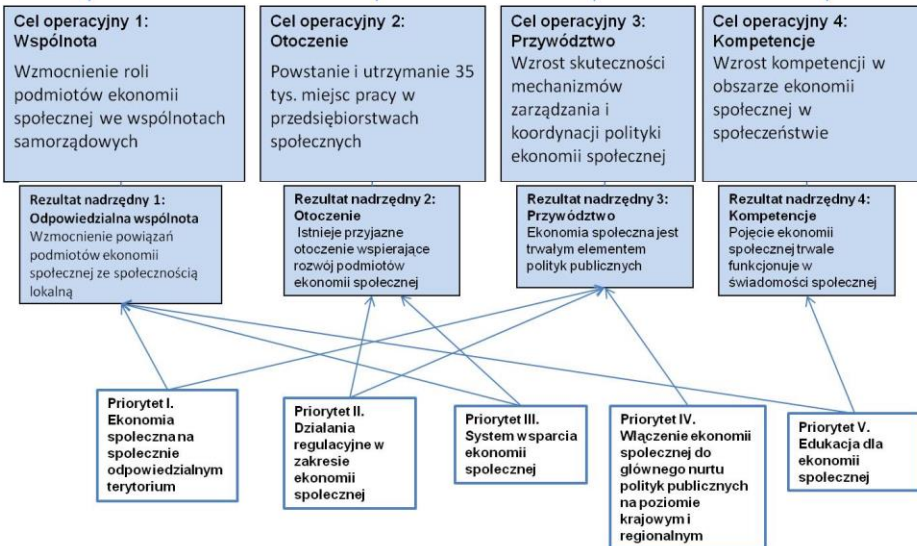 Cel operacyjny 1:
Wspólnota
Wzmocnienie roli
podmiotów ekonomii
społecznej we wspólnotach
samorządowych
Cel operacyjny 2:
Otoczenie
Powstanie i utrzymanie 35
tys. miejsc pracy w
przedsiębiorstwach
społecznych
Cel operacyjny 3:
Przywództwo
Wzrost skuteczności
mechanizmów
zarządzania i
koordynacji polityki
ekonomii społecznej
Cel operacyjny 4:
Kompetencje
Wzrost kompetencji w
obszarze ekonomii
społecznej w
społeczeństwie
Rezultat nadrzędny 1:
Odpowiedzialna wspólnota
Wzmocnienie powiązań
podmiotów ekonomii
społecznej ze społecznością
lokalną
Rezultat nadrzędny 2:
Otoczenie
Istnieje przyjazne
otoczenie wspierające
rozwój podmiotów
ekonomii społecznej
Rezultat nadrzędny 3:
Przywództwo
Ekonomia społeczna jest
trwałym elementem
polityk publicznych
Rezultat nadrzędny 4:
Kompetencje
Pojęcie ekonomii
społecznej trwale
funkcjonuje w
świadomości społecznej
Priorytet I.
Ekonomia
społeczna na
społecznie
odpowiedzialnym
terytorium
Priorytet II.
Działania
regulacyjne w
zakresie
ekonomii
społecznej
Priorytet III.
System wsparcia
ekonomii
społecznej
Priorytet IV.
Włączenie ekonomii
społecznej do
głównego nurtu
polityk publicznych
na poziomie
krajowym i
regionalnym
Priorytet V.
Edukacja dla
ekonomii
społecznej